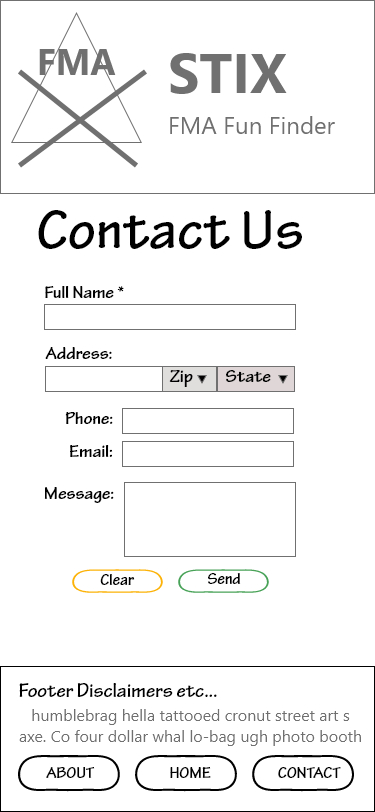 FMA
STIX
FMA Fun Finder
Contact Us
Full Name *
Address:
Zip ▼ State ▼
Phone:
Email:
Message:
Clear Send
Footer Disclaimers etc...
humblebrag hella tattooed cronut street art s
axe. Co four dollar whal lo-bag ugh photo booth
ABOUT HOME CONTACT